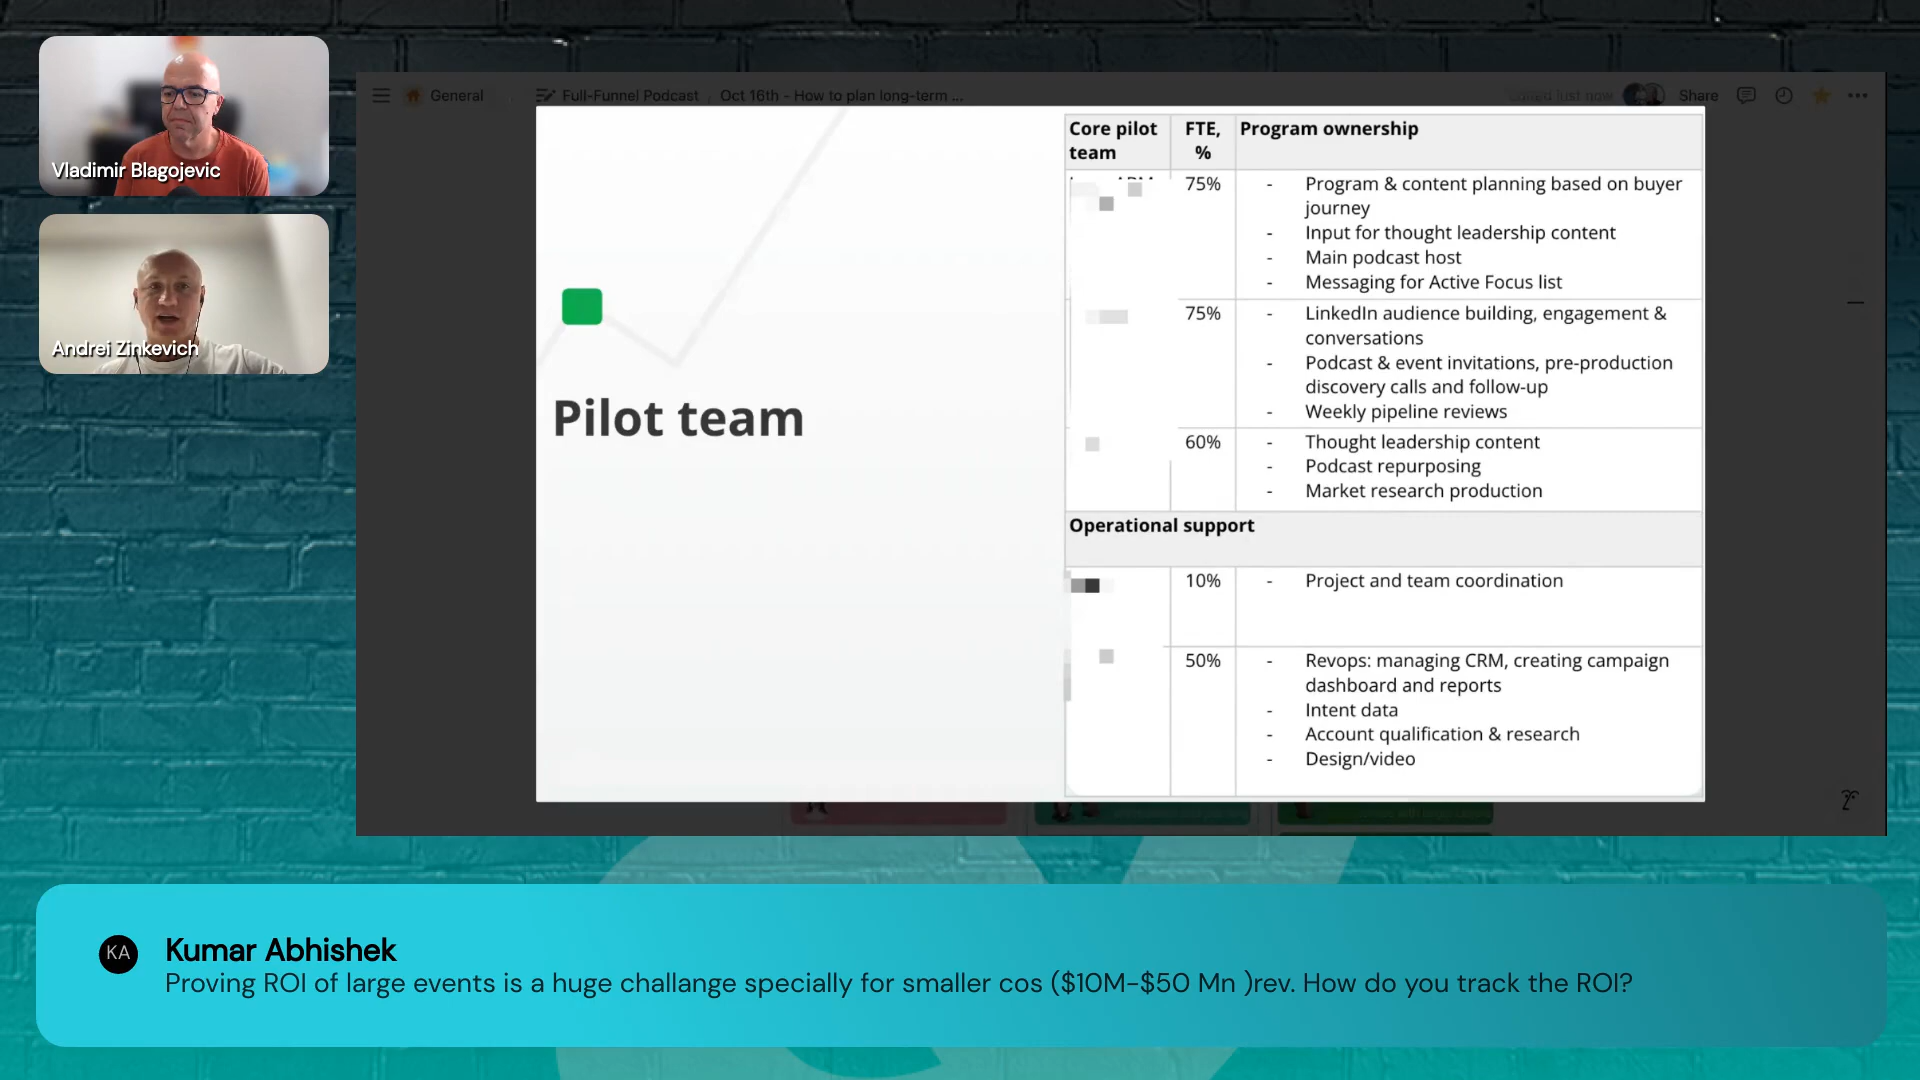 Vladimir Blagojevic
Andrei Zinkevich
General
Full-Funnel Podcast
Oct 16th - How to plan long-term ...
Edited just now
Share
Pilot team
Core pilot team
FTE, %
Program ownership
75%
- Program & content planning based on buyer
journey
- Input for thought leadership content
- Main podcast host
- Messaging for Active Focus list
75%
- LinkedIn audience building, engagement &
conversations
- Podcast & event invitations, pre-production
discovery calls and follow-up
- Weekly pipeline reviews
60%
- Thought leadership content
- Podcast repurposing
- Market research production
Operational support
10%
- Project and team coordination
50%
- Revops: managing CRM, creating campaign
dashboard and reports
- Intent data
- Account qualification & research
- Design/video
KA
Kumar Abhishek
Proving ROI of large events is a huge challange specially for smaller cos ($10M-$50 Mn )rev. How do you track the ROI?